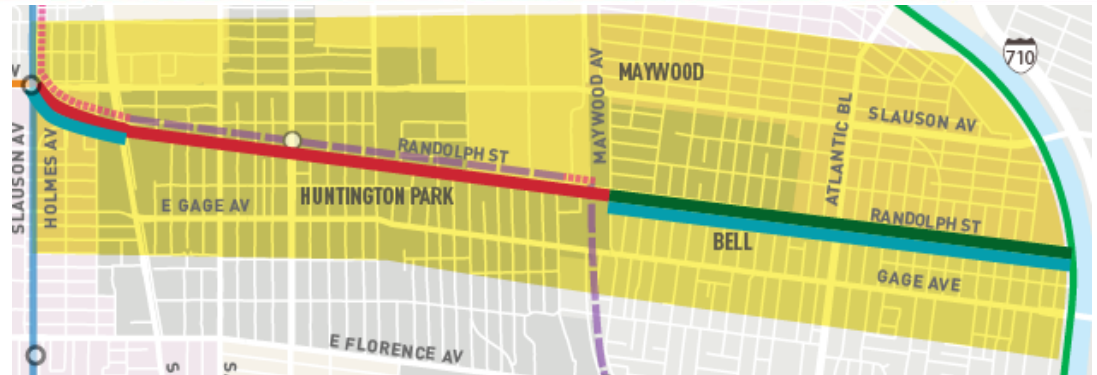 710
MAYWOOD
MAYWOOD AV
V
SLAUSON AV
ATLANTIC BL
RANDOLPH ST
SLAUSON AV
HOLMES AV
HUNTINGTON PARK
E GAGE AV
RANDOLPH ST
BELL
GAGE AVE
E FLORENCE AV
S
S